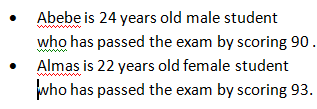 • Abebe is 24 years old male student
who has passed the exam by scoring 90 .
• Almas is 22 years old female student
who has passed the exam by scoring 93.